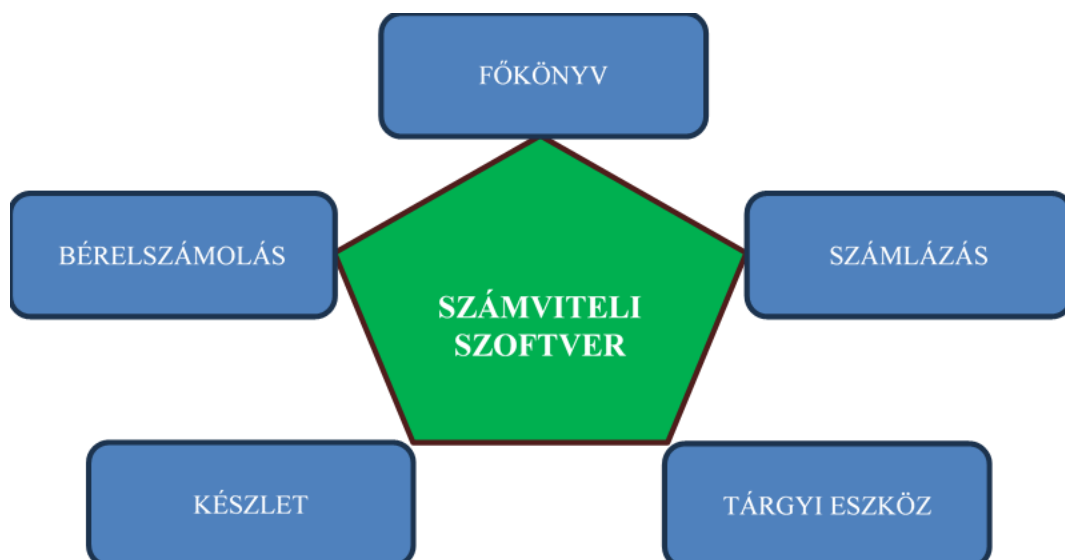 FŐKÖNYV
BÉRELSZÁMOLÁS
SZÁMLÁZÁS
SZÁMVITELI
SZOFTVER
KÉSZLET
TÁRGYI ESZKÖZ